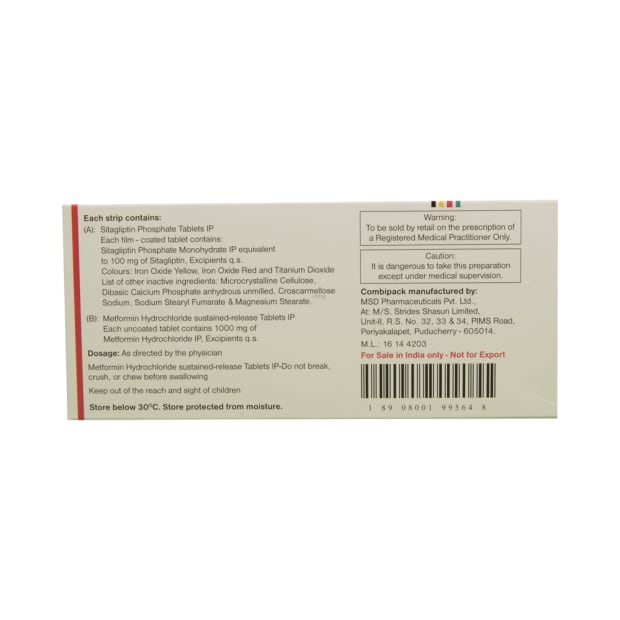 Each strip contains:
(A): Sitagliptin Phosphate Tablets IP
Each film - coated tablet contains:
Sitagliptin Phosphate Monohydrate IP equivalent
to 100 mg of Sitagliptin, Excipients q.s.
Colours: Iron Oxide Yellow, Iron Oxide Red and Titanium Dioxide
List of other inactive ingredients: Microcrystalline Cellulose,
Dibasic Calcium Phosphate anhydrous unmilled, Croscarmellose
Sodium, Sodium Stearyl Fumarate & Magnesium Stearate.
(B): Metformin Hydrochloride sustained-release Tablets IP
Each uncoated tablet contains 1000 mg of
Metformin Hydrochloride IP, Excipients q.s.
Dosage: As directed by the physician
Metformin Hydrochloride sustained-release Tablets IP-Do not break,
crush, or chew before swallowing
Keep out of the reach and sight of children
Store below 30°C. Store protected from moisture.
Warning:
To be sold by retail on the prescription of
a Registered Medical Practitioner Only.
Caution:
It is dangerous to take this preparation
except under medical supervision.
Combipack manufactured by:
MSD Pharmaceuticals Pvt. Ltd.,
At: M/S. Strides Shasun Limited,
Unit-II, R.S. No. 32, 33 & 34, PIMS Road,
Periyakalapet, Puducherry - 605014.
M.L.: 16 14 4203
For Sale in India only - Not for Export
1 89 08001 99564 8